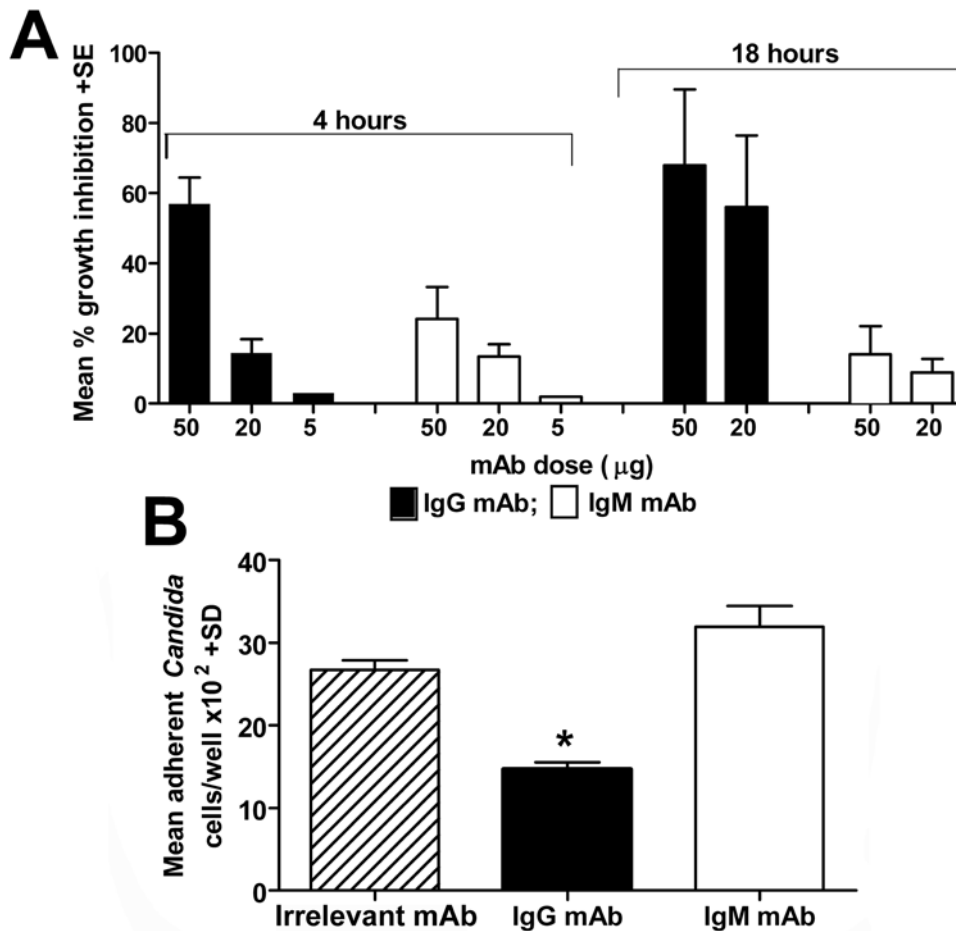 A
Mean % growth inhibition +SE
100
80
60
40
20
0
4 hours
18 hours
50 20 5 50 20 5 50 20 50 20
mAb dose ( μg)
IgG mAb; IgM mAb
B
Mean adherent Candida
cells/well x10² +SD
40
30
20
10
0
*
Irrelevant mAb IgG mAb IgM mAb